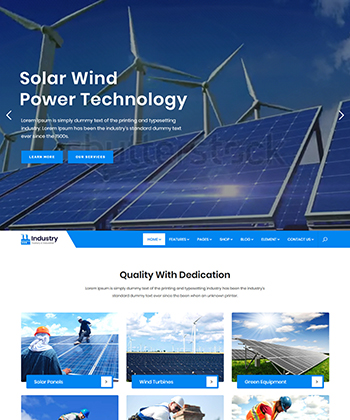 Solar Wind
Power Technology
Lorem Ipsum is simply dummy text of the printing and typesetting
industry. Lorem Ipsum has been the industry's standard dummy text
ever since the 1500s.
LEARN MORE
OUR SERVICES
Industry
HOME
FEATURES
PAGES
SHOP
BLOG
ELEMENT
CONTACT US
Quality With Dedication
Lorem Ipsum is simply dummy text of the printing and typesetting industry. Lorem Ipsum has been the industry's
standard dummy text ever since the 1500s, when an unknown printer.
Solar Panels
Wind Turbines
Green Equipment